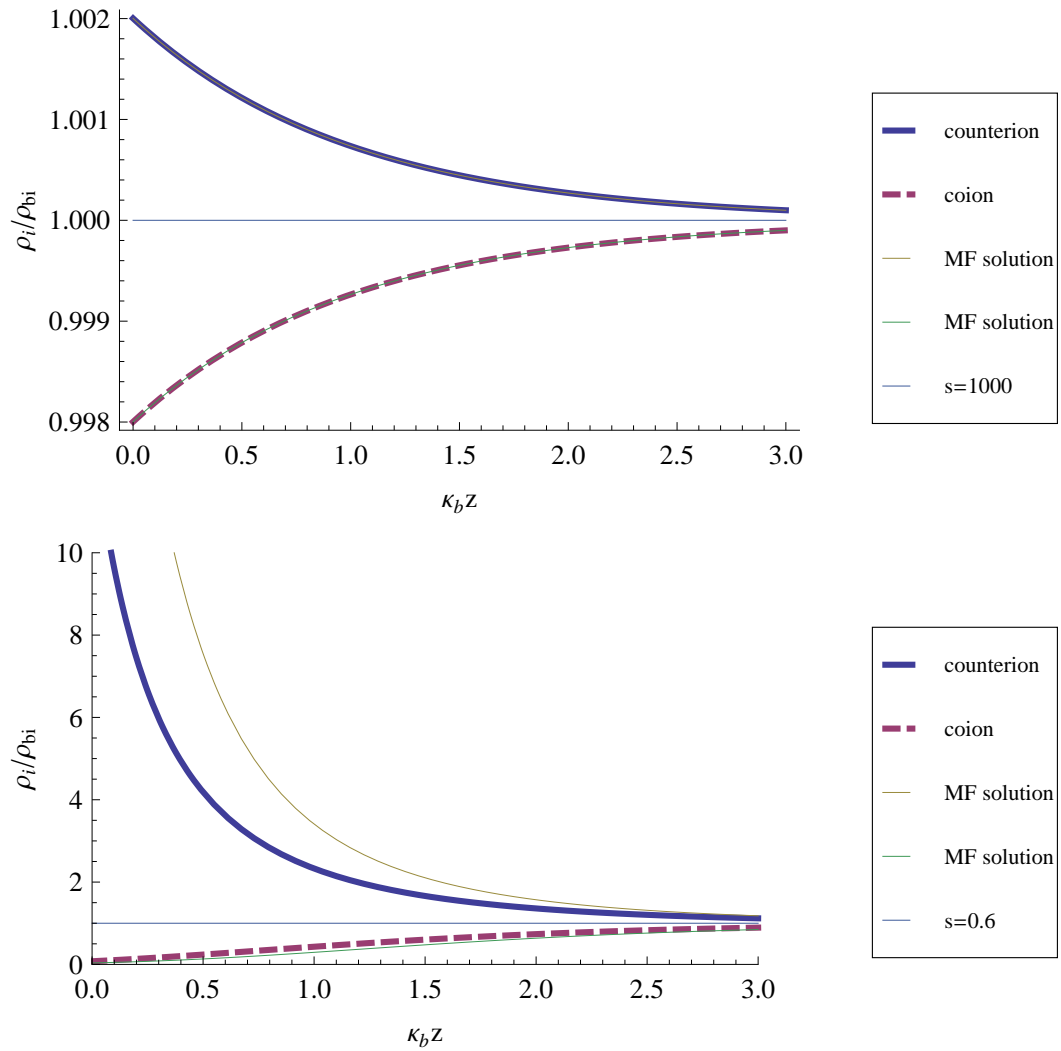 1.002
1.001
1.000
0.999
0.998
ρi/ρbi
0.0 0.5 1.0 1.5 2.0 2.5 3.0
κb z
counterion
coion
MF solution
MF solution
s=1000
10
8
6
4
2
0
ρi/ρbi
0.0 0.5 1.0 1.5 2.0 2.5 3.0
κb z
counterion
coion
MF solution
MF solution
s=0.6